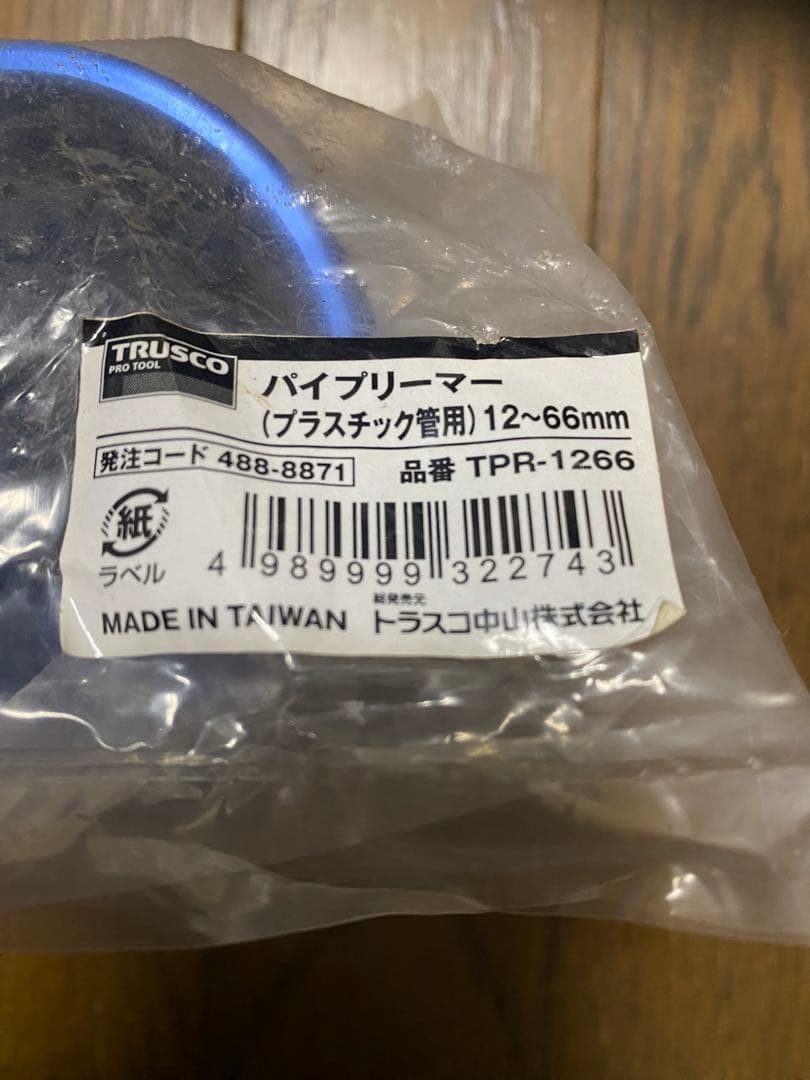 TRUSCO
PRO TOOL
パイプリーマー
(プラスチック管用) 12~66mm
発注コード 488-8871
品番 TPR-1266
紙
ラベル
4 989999 322743
MADE IN TAIWAN
総発売元
トラスコ中山株式会社